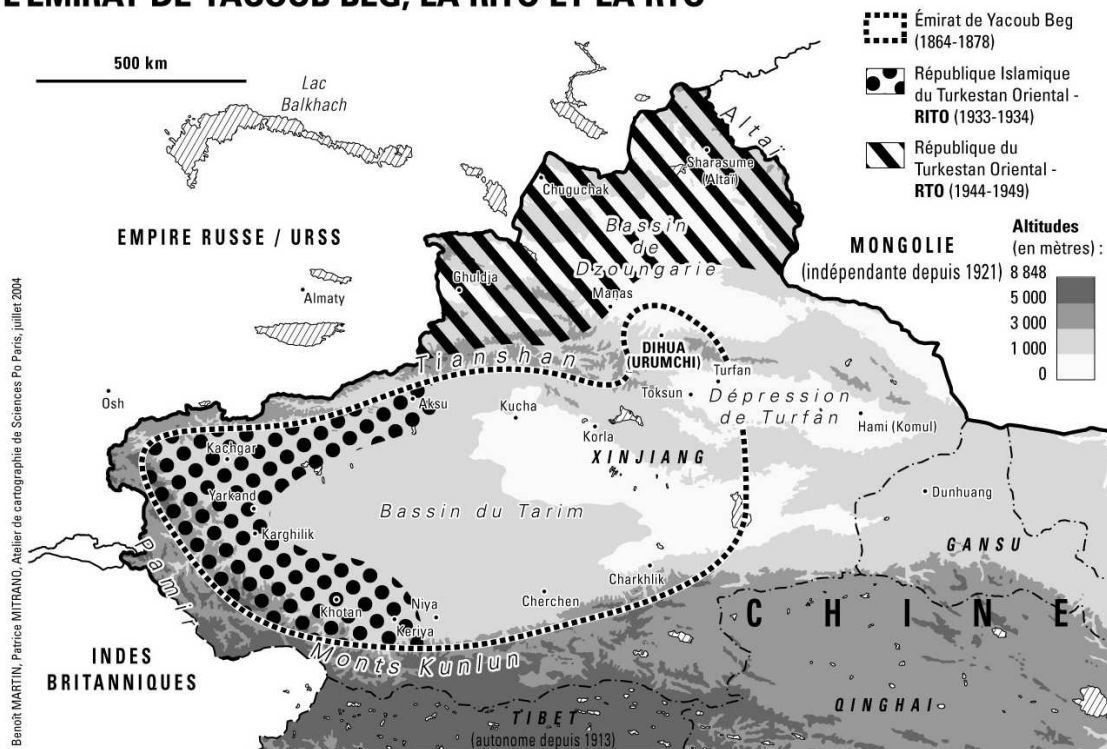 L'ÉMIRAT DE YACOUB BEG, LA RITO ET LA RTO
Émirat de Yacoub Beg
(1864-1878)
République Islamique
du Turkestan Oriental -
RITO (1933-1934)
République du
Turkestan Oriental -
RTO (1944-1949)
Altitudes
(en mètres) :
8 848
5 000
3 000
1 000
0
500 km
Lac
Balkhach
Altaï
Sharasume
(Altaï)
Chuguchak
EMPIRE RUSSE / URSS
Bassin
de
Dzoungarie
MONGOLIE
(indépendante depuis 1921)
Ghuldja
Almaty
Manas
DIHUA
(URUMCHI)
Tianshan
Turfan
Osh
Aksu
Kucha
Toksun
Dépression
de Turfan
Hami (Komul)
Korla
Kachgar
XINJIANG
Yarkand
Bassin du Tarim
Dunhuang
Karghilik
GANSU
Pamir
Charkhlik
Khotan
Niya
Cherchen
Keriya
CHINE
Monts Kunlun
INDES
BRITANNIQUES
QINGHAI
TIBET
(autonome depuis 1913)
Benoît MARTIN, Patrice MITRANO, Atelier de cartographie de Sciences Po Paris, juillet 2004